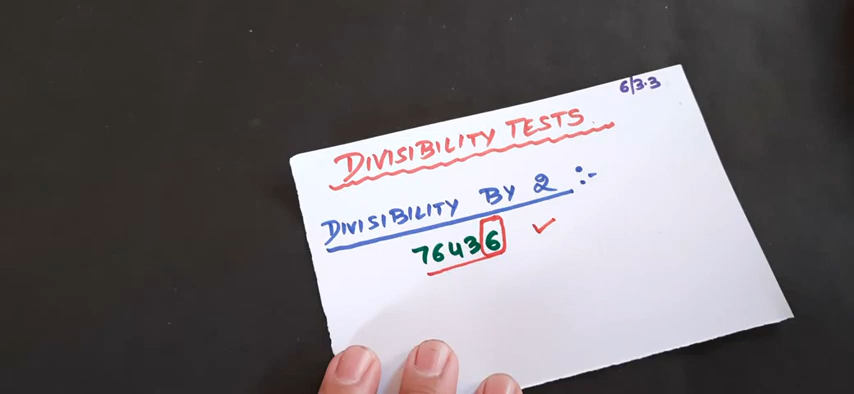 6/3.3
DIVISIBILITY TESTS.
DIVISIBILITY BY 2 :-
76436 ✓